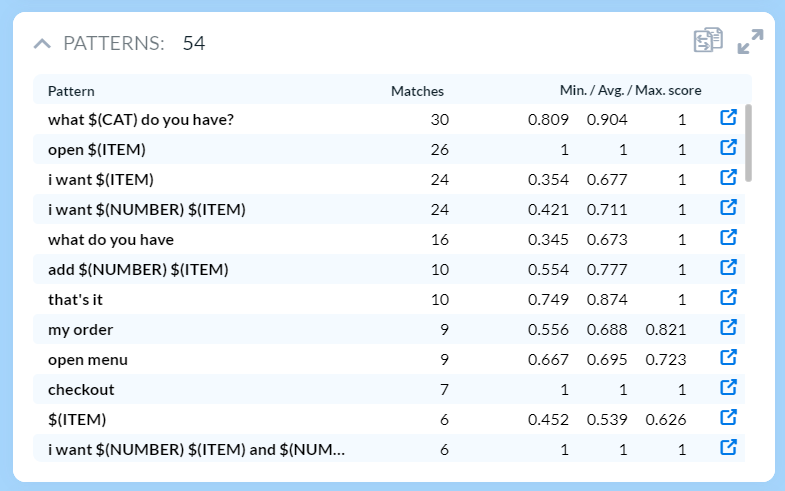 PATTERNS: 54
Pattern Matches Min. / Avg. / Max. score
what $(CAT) do you have? 30 0.809 0.904 1
open $(ITEM) 26 1 1 1
i want $(ITEM) 24 0.354 0.677 1
i want $(NUMBER) $(ITEM) 24 0.421 0.711 1
what do you have 16 0.345 0.673 1
add $(NUMBER) $(ITEM) 10 0.554 0.777 1
that's it 10 0.749 0.874 1
my order 9 0.556 0.688 0.821
open menu 9 0.667 0.695 0.723
checkout 7 1 1 1
$(ITEM) 6 0.452 0.539 0.626
i want $(NUMBER) $(ITEM) and $(NUM... 6 1 1 1